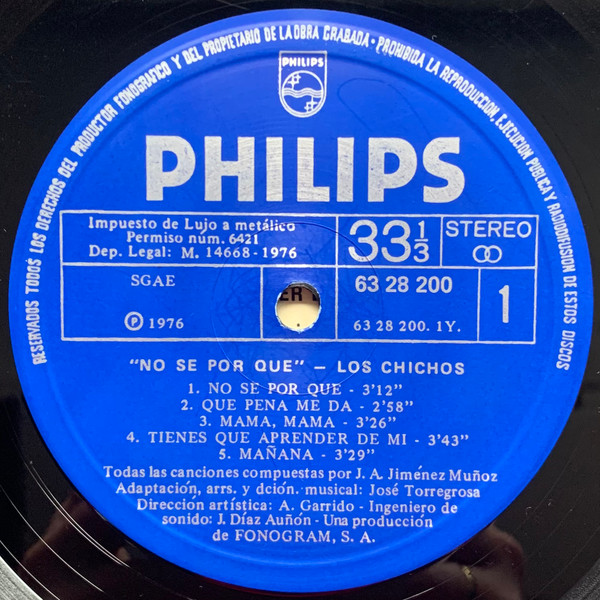 RESERVADOS TODOS LOS DERECHOS DEL PRODUCTOR FONOGRAFICO Y DEL PROPIETARIO DE LA OBRA GRABADA · PROHIBIDA LA REPRODUCCION, EJECUCION PUBLICA Y RADIODIFUSION DE ESTOS DISCOS
PHILIPS
PHILIPS
Impuesto de Lujo a metálico
Permiso núm. 6421
Dep. Legal: M. 14668-1976
33 1/3
STEREO
SGAE
℗ 1976
63 28 200
63 28 200. 1Y.
1
"NO SE POR QUE" – LOS CHICHOS
1. NO SE POR QUE - 3'12"
2. QUE PENA ME DA - 2'58"
3. MAMA, MAMA - 3'26"
4. TIENES QUE APRENDER DE MI - 3'43"
5. MAÑANA - 3'29"
Todas las canciones compuestas por J. A. Jiménez Muñoz
Adaptación, arrs. y dción. musical: José Torregrosa
Dirección artística: A. Garrido - Ingeniero de
sonido: J. Díaz Auñón - Una producción
de FONOGRAM, S. A.